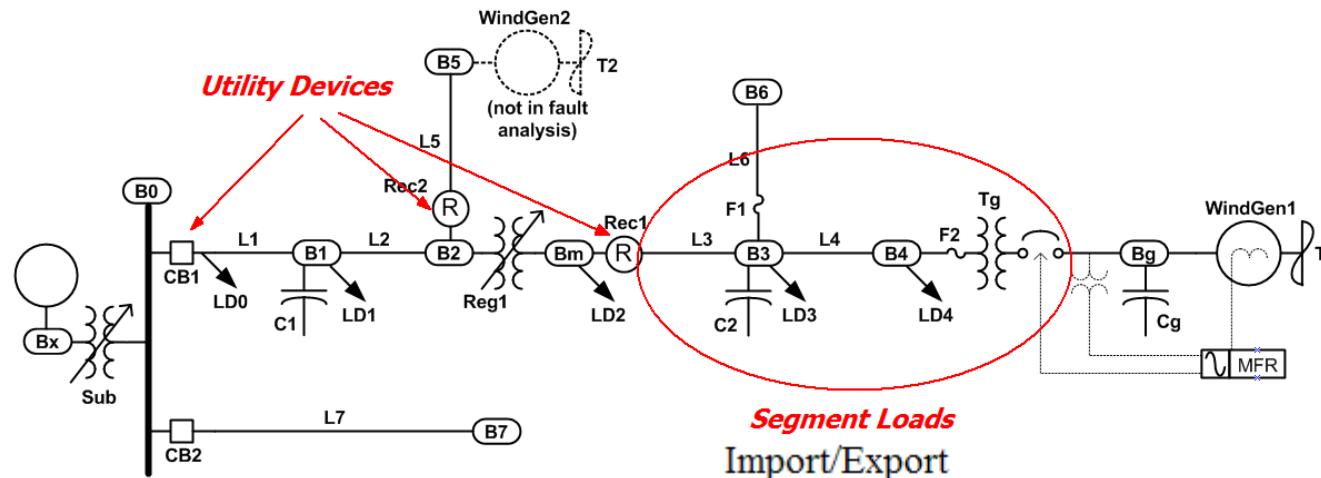 WindGen2
B5
T2
(not in fault
analysis)
Utility Devices
B6
L5
L6
Rec2
R
B0
F1
Tg
Rec1
WindGen1
L1
L2
L3
L4
F2
CB1
B1
B2
Bm
R
B3
B4
Bg
T
LD0
Reg1
C1
LD1
LD2
C2
LD3
LD4
Cg
Bx
MFR
Sub
L7
B7
CB2
Segment Loads
Import/Export